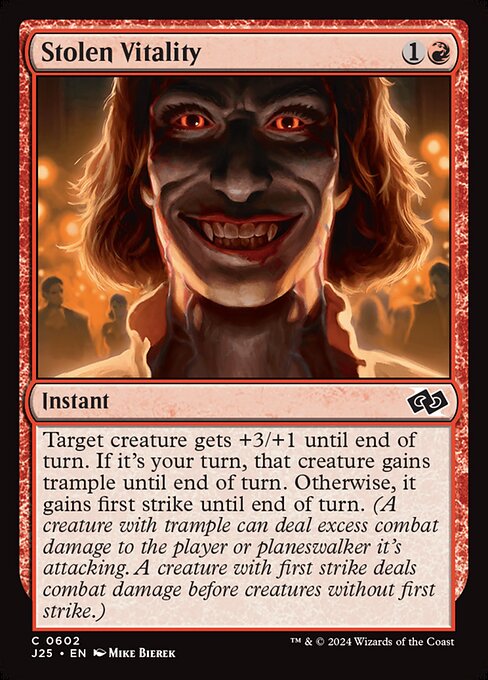 Stolen Vitality 1
Instant
Target creature gets +3/+1 until end of
turn. If it's your turn, that creature gains
trample until end of turn. Otherwise, it
gains first strike until end of turn. (A
creature with trample can deal excess combat
damage to the player or planeswalker it's
attacking. A creature with first strike deals
combat damage before creatures without first
strike.)
C 0602
J25 • EN Mike Bierek
™ & © 2024 Wizards of the Coast